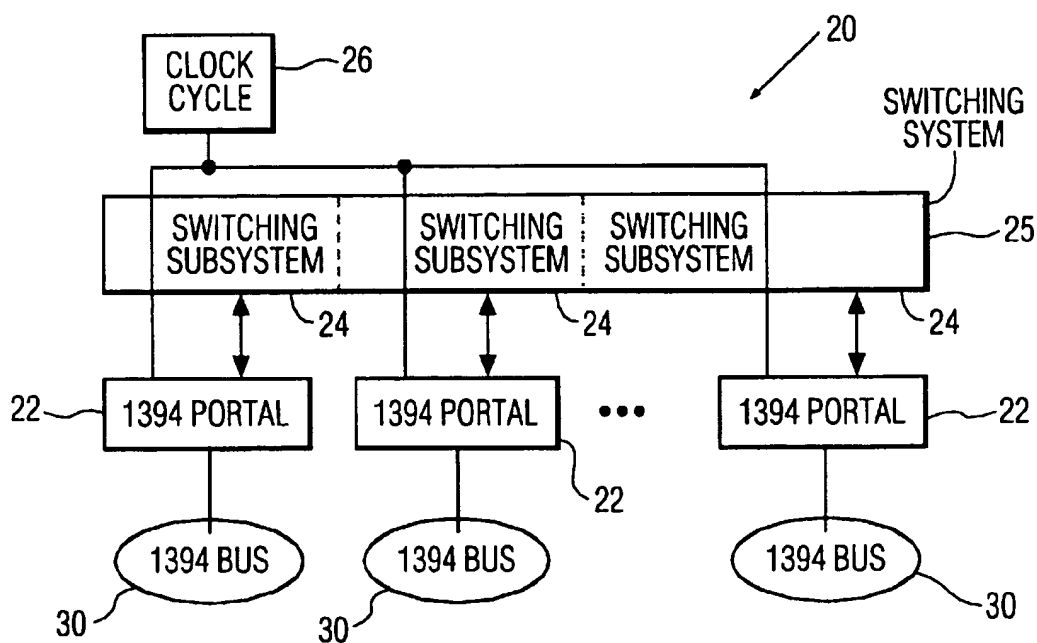 CLOCK
CYCLE
26
20
SWITCHING
SYSTEM
SWITCHING
SUBSYSTEM
SWITCHING
SUBSYSTEM
SWITCHING
SUBSYSTEM
25
24
24
24
22
1394 PORTAL
1394 PORTAL
•••
1394 PORTAL
22
22
1394 BUS
1394 BUS
1394 BUS
30
30
30